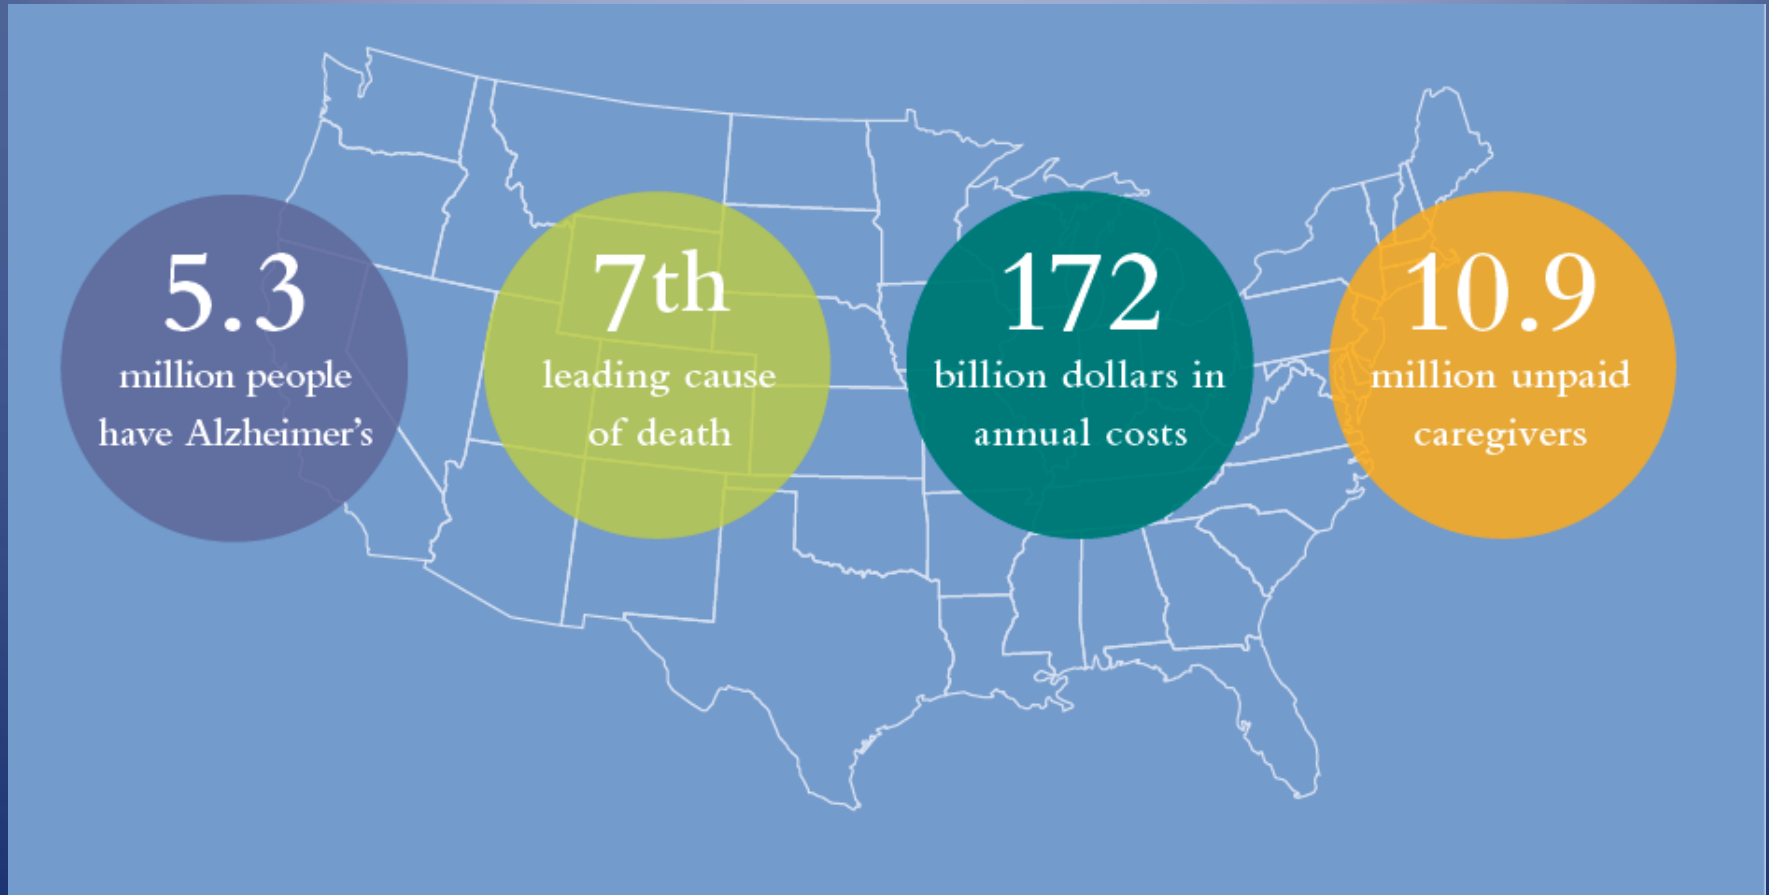 5.3
million people
have Alzheimer's
7th
leading cause
of death
172
billion dollars in
annual costs
10.9
million unpaid
caregivers